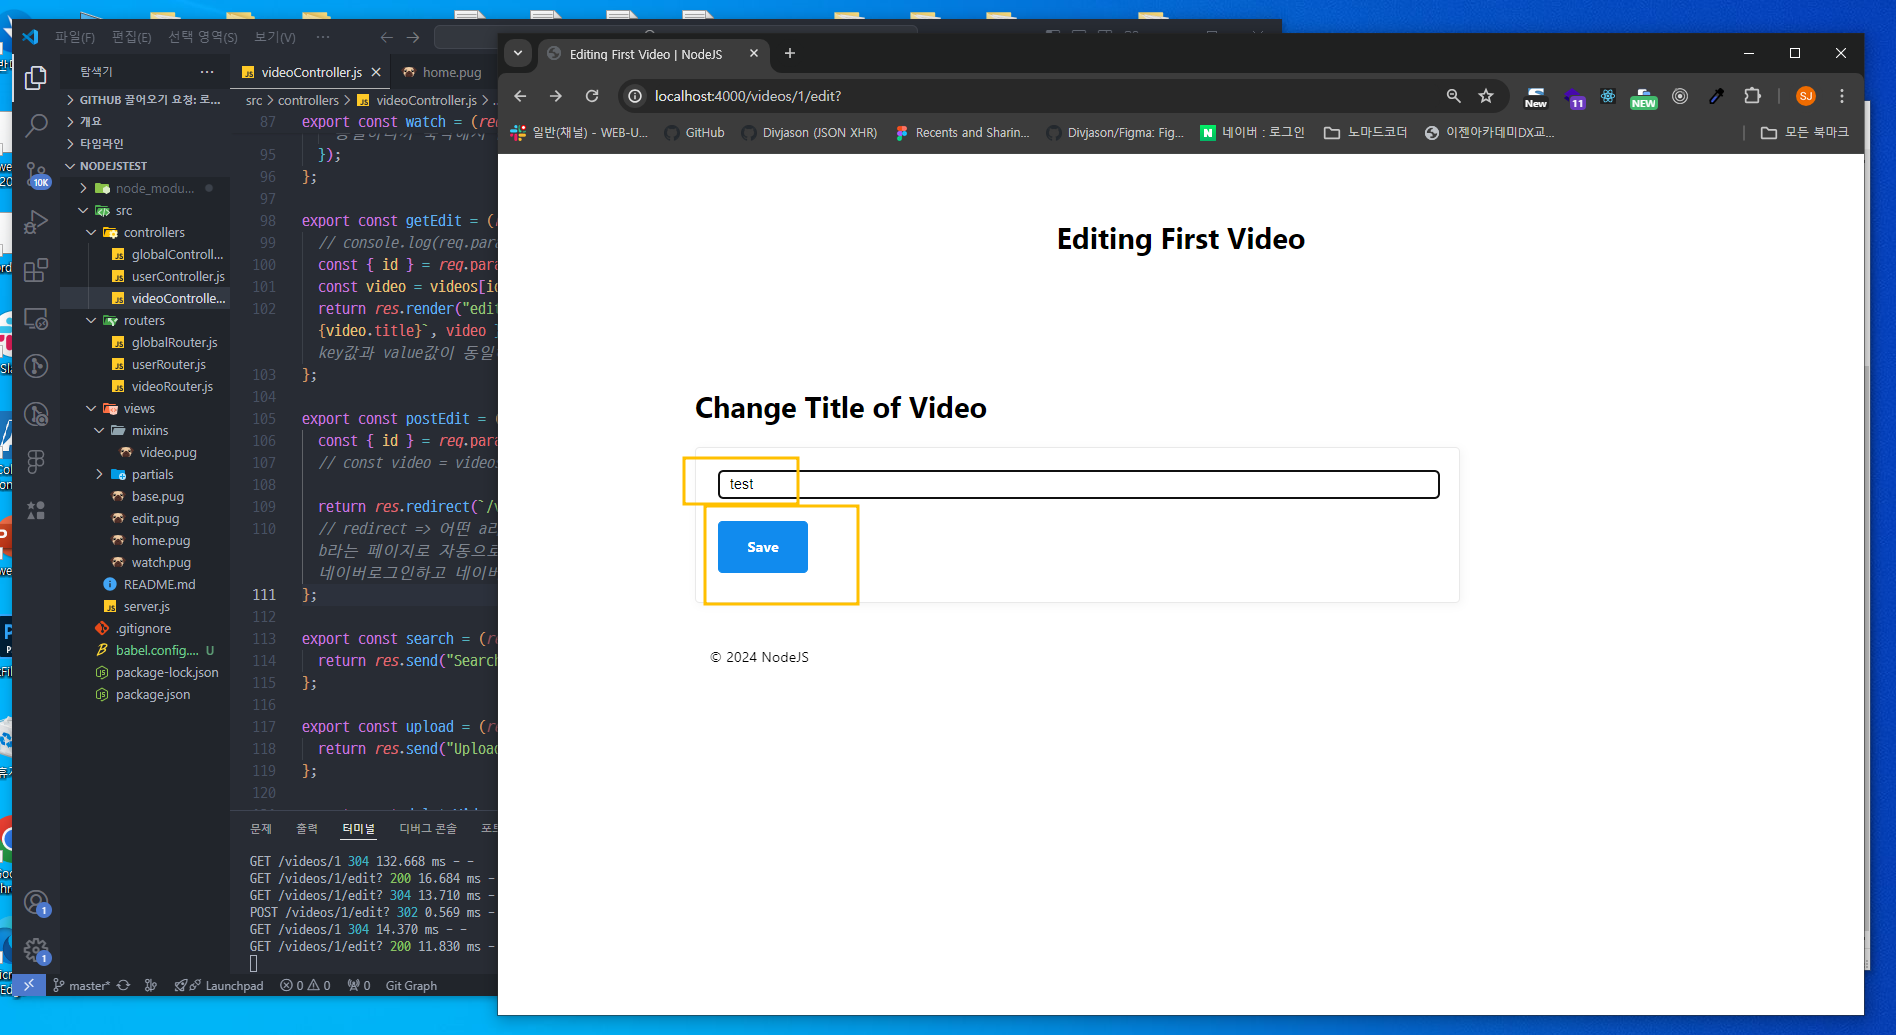 파일(F) 편집(E) 선택 영역(S) 보기(V) ···
탐색기 ···
GITHUB 끌어오기 요청: 로...
개요
타임라인
NODEJSTEST
node_modu...
src
controllers
globalControll...
userController.js
videoControlle...
routers
globalRouter.js
userRouter.js
videoRouter.js
views
mixins
video.pug
partials
base.pug
edit.pug
home.pug
watch.pug
README.md
server.js
.gitignore
babel.config.... U
package-lock.json
package.json
10K
1
1
videoController.js home.pug
src > controllers > videoController.js > ..
87 export const watch = (re
95 });
96 };
97
98 export const getEdit = (
99 // console.log(req.para
100 const { id } = req.para
101 const video = videos[id
102 return res.render("edit
{video.title}`, video
key값과 value값이 동일
103 };
104
105 export const postEdit =
106 const { id } = req.para
107 // const video = video
108
109 return res.redirect(`/v
110 // redirect => 어떤 a라
b라는 페이지로 자동으로
네이버로그인하고 네이버
111 };
112
113 export const search = (re
114 return res.send("Search
115 };
116
117 export const upload = (re
118 return res.send("Upload
119 };
120
문제 출력 터미널 디버그 콘솔 포트
GET /videos/1 304 132.668 ms - -
GET /videos/1/edit? 200 16.684 ms -
GET /videos/1/edit? 304 13.710 ms -
POST /videos/1/edit? 302 0.569 ms -
GET /videos/1 304 14.370 ms - -
GET /videos/1/edit? 200 11.830 ms -
master* Launchpad 0 0 0 Git Graph
Editing First Video | NodeJS
localhost:4000/videos/1/edit?
New 11 NEW SJ
일반(채널) - WEB-U... GitHub Divjason (JSON XHR) Recents and Sharin... Divjason/Figma: Fig... N 네이버 : 로그인 노마드코더 이젠아카데미DX교... 모든 북마크
Editing First Video
Change Title of Video
test
Save
© 2024 NodeJS